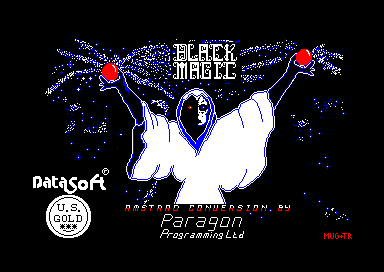 BLACK
MAGIC
DataSoft®
U.S.
GOLD
AMSTRAD CONVERSION BY
Paragon
Programming Ltd
MUG-TR